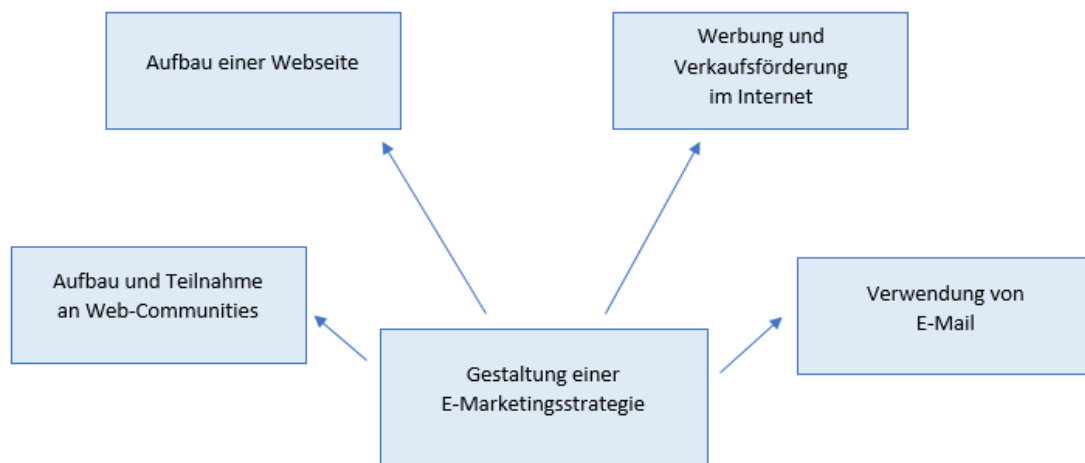 Aufbau einer Webseite
Werbung und
Verkaufsförderung
im Internet
Aufbau und Teilnahme
an Web-Communities
Verwendung von
E-Mail
Gestaltung einer
E-Marketingsstrategie